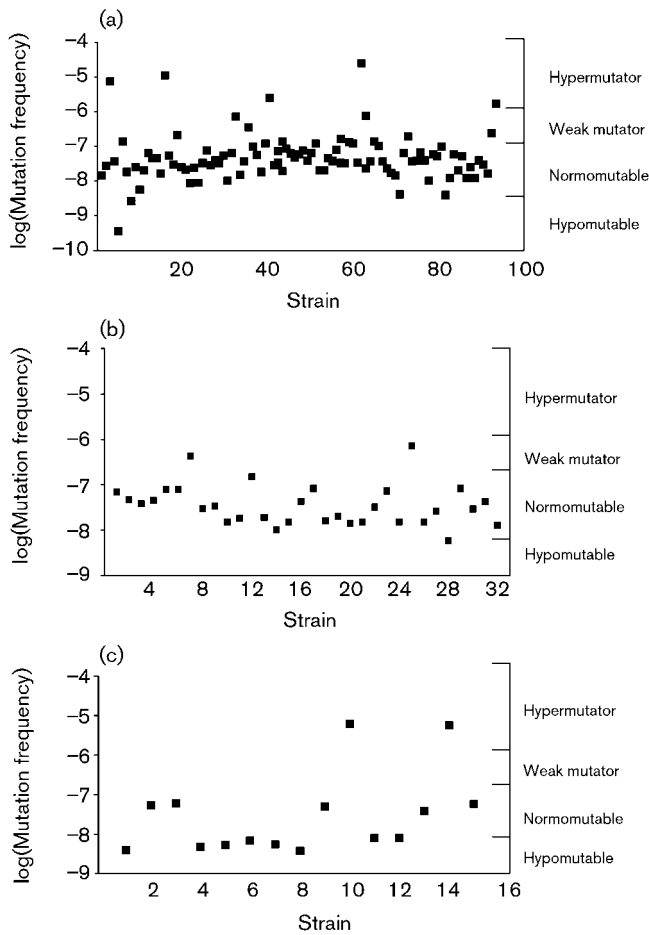 (a)
log(Mutation frequency)
−4
−5
−6
−7
−8
−9
−10
Hypermutator
Weak mutator
Normomutable
Hypomutable
20 40 60 80 100
Strain
(b)
log(Mutation frequency)
−4
−5
−6
−7
−8
−9
Hypermutator
Weak mutator
Normomutable
Hypomutable
4 8 12 16 20 24 28 32
Strain
(c)
log(Mutation frequency)
−4
−5
−6
−7
−8
−9
Hypermutator
Weak mutator
Normomutable
Hypomutable
2 4 6 8 10 12 14 16
Strain